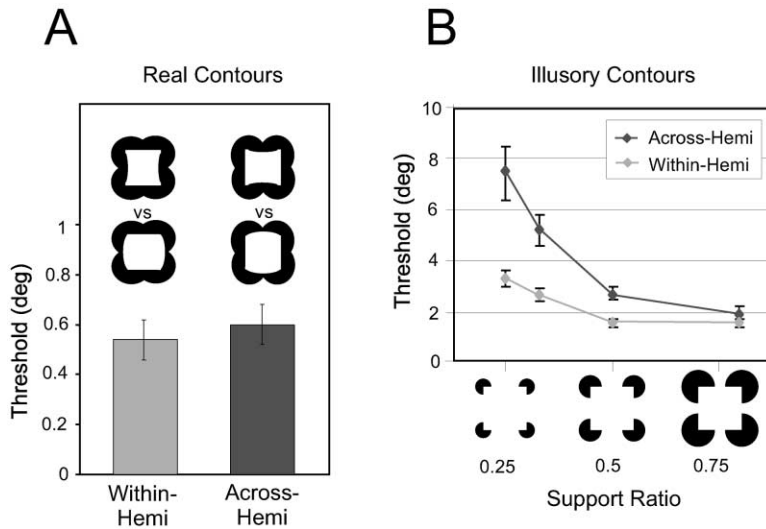 A
Real Contours
vs
vs
Threshold (deg)
1
0.8
0.6
0.4
0.2
0
Within-
Hemi
Across-
Hemi
B
Illusory Contours
Across-Hemi
Within-Hemi
Threshold (deg)
10
8
6
4
2
0
0.25
0.5
0.75
Support Ratio